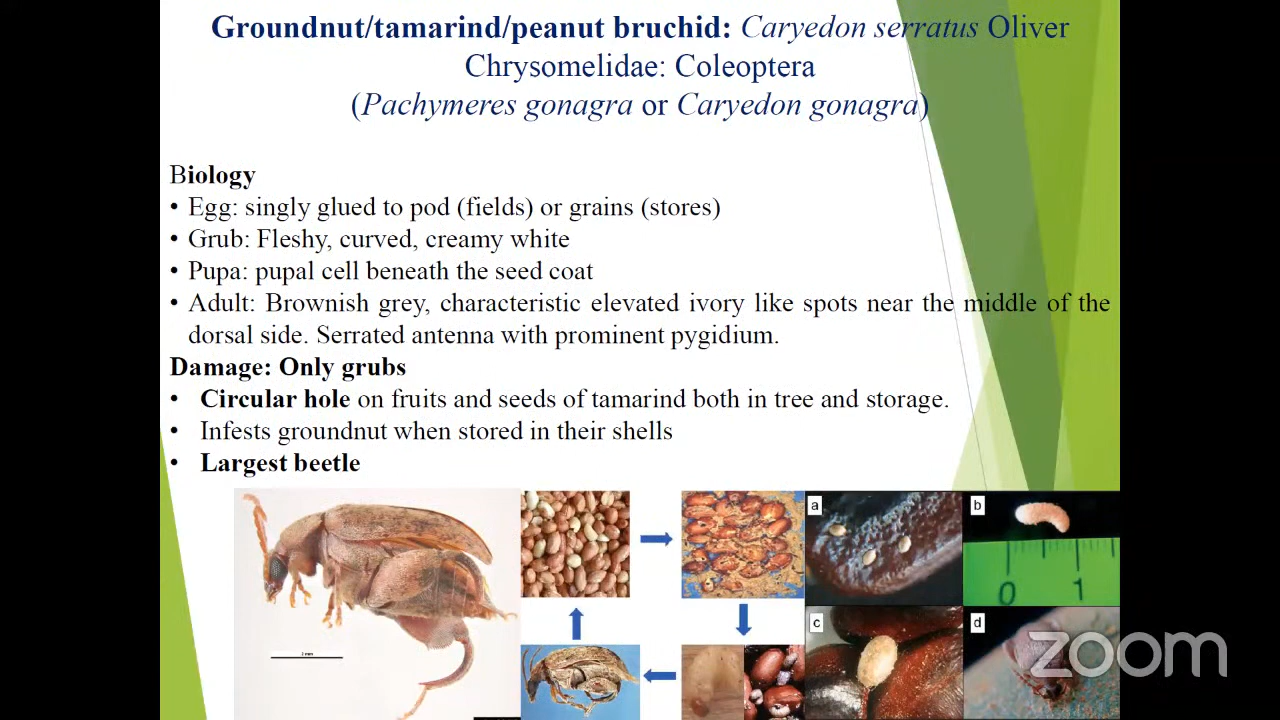 Groundnut/tamarind/peanut bruchid: Caryedon serratus Oliver
Chrysomelidae: Coleoptera
(Pachymeres gonagra or Caryedon gonagra)
Biology
• Egg: singly glued to pod (fields) or grains (stores)
• Grub: Fleshy, curved, creamy white
• Pupa: pupal cell beneath the seed coat
• Adult: Brownish grey, characteristic elevated ivory like spots near the middle of the
dorsal side. Serrated antenna with prominent pygidium.
Damage: Only grubs
• Circular hole on fruits and seeds of tamarind both in tree and storage.
• Infests groundnut when stored in their shells
• Largest beetle
a
b
0 1
c
d
zoom